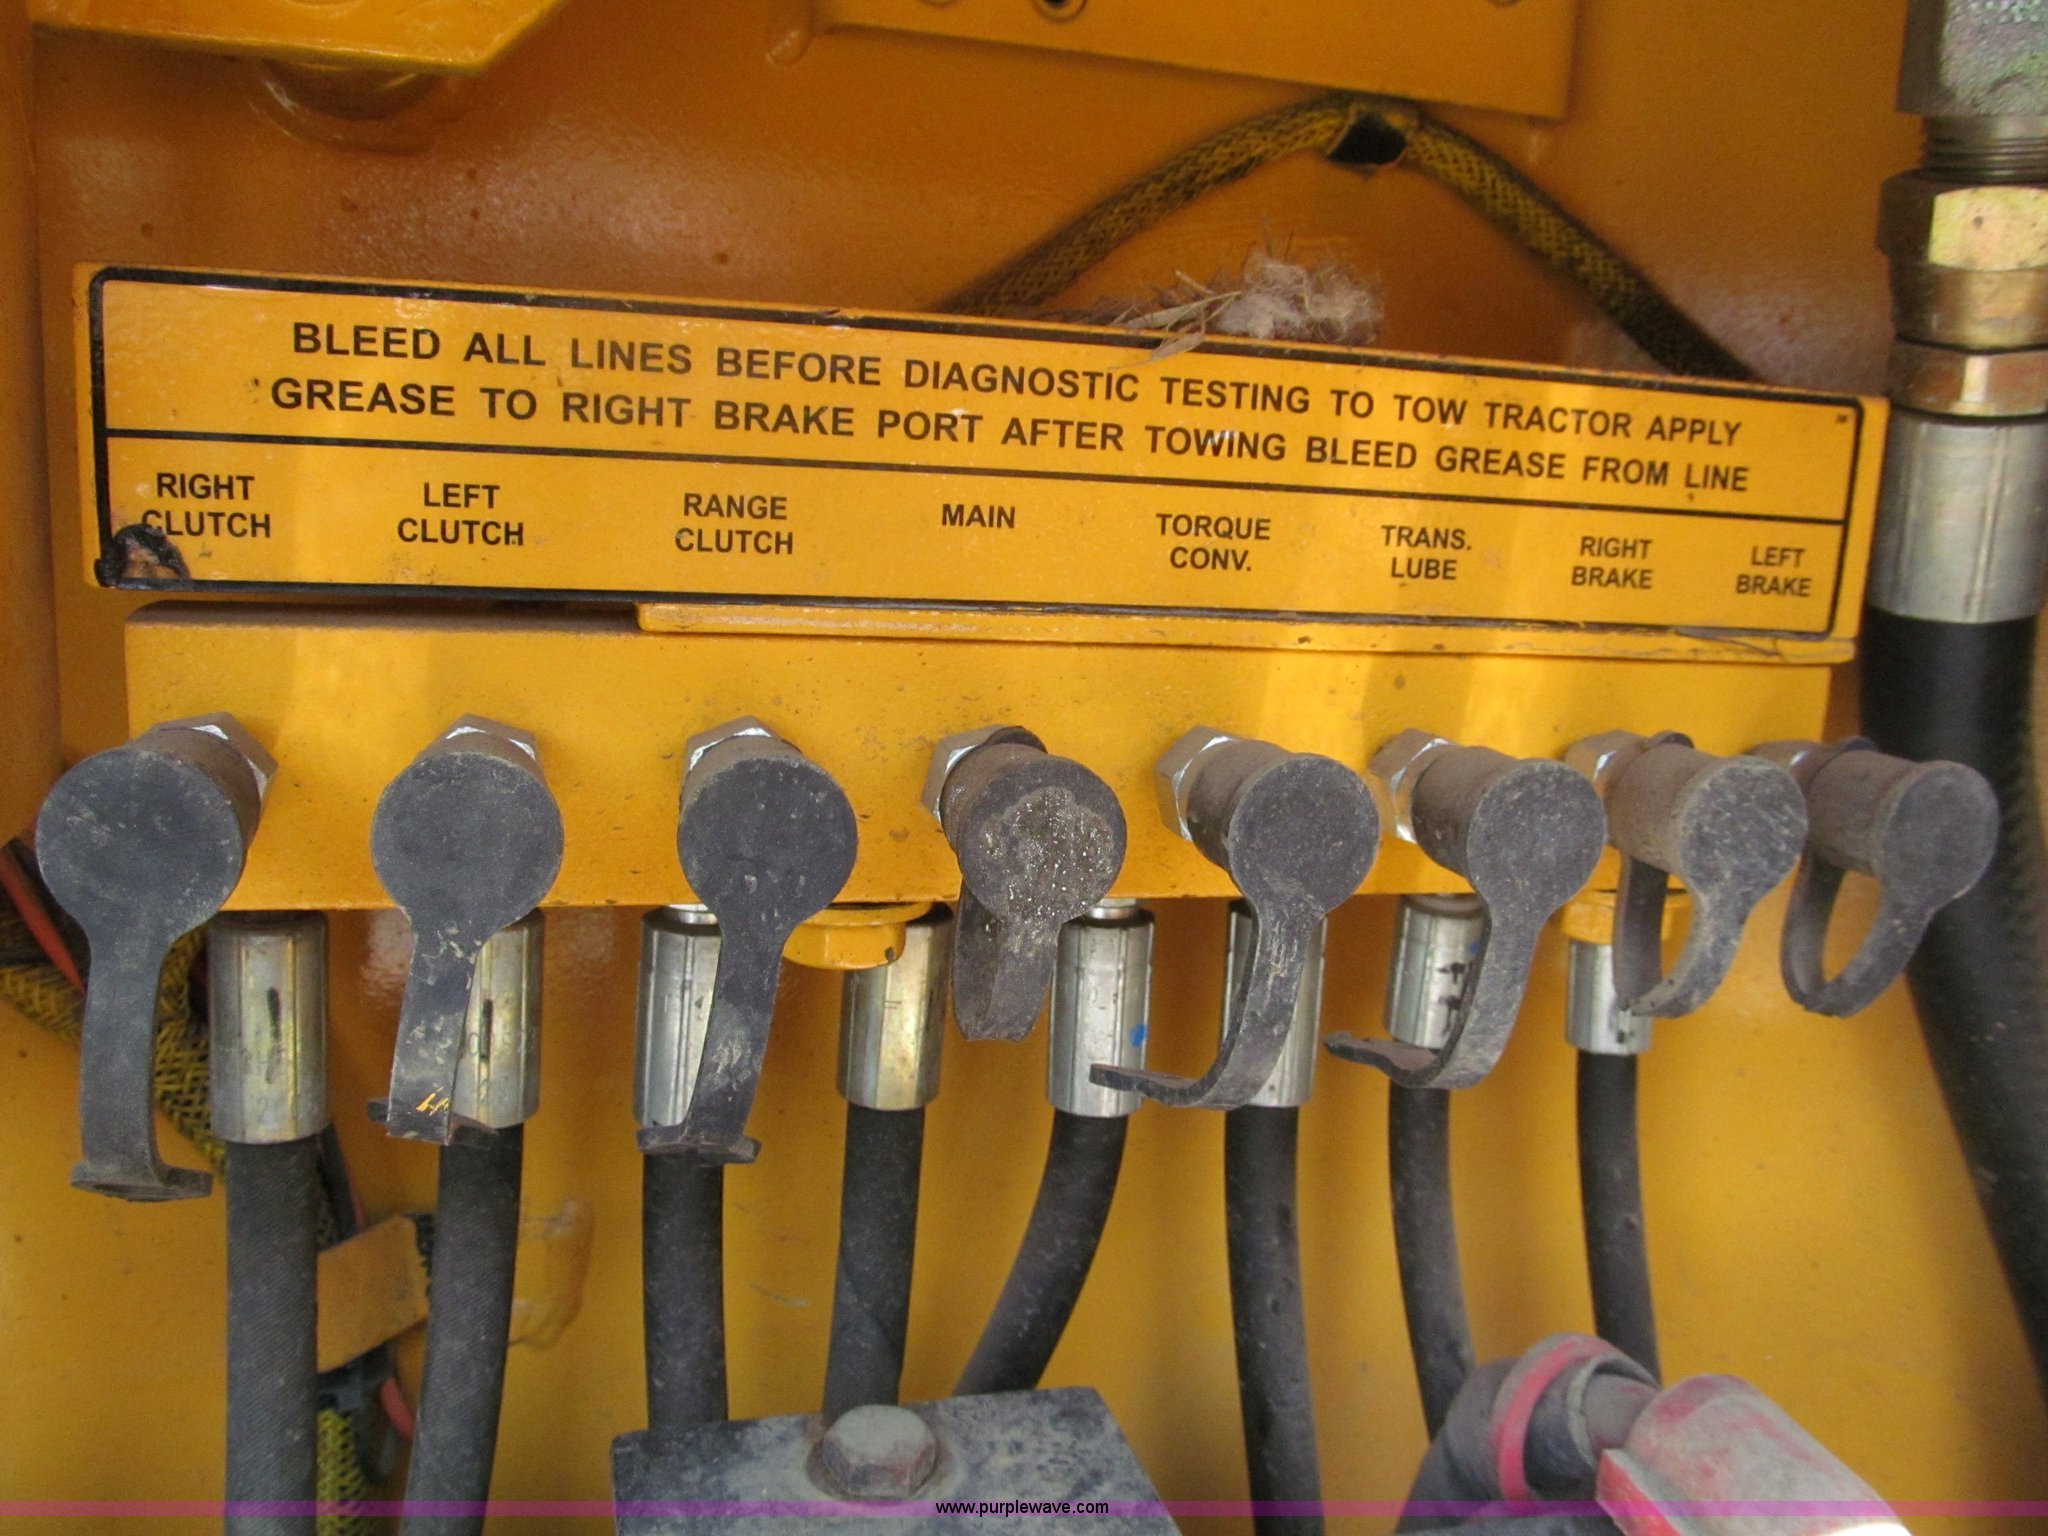 BLEED ALL LINES BEFORE DIAGNOSTIC TESTING TO TOW TRACTOR APPLY
GREASE TO RIGHT BRAKE PORT AFTER TOWING BLEED GREASE FROM LINE
RIGHT
CLUTCH
LEFT
CLUTCH
RANGE
CLUTCH
MAIN
TORQUE
CONV.
TRANS.
LUBE
RIGHT
BRAKE
LEFT
BRAKE
www.purplewave.com